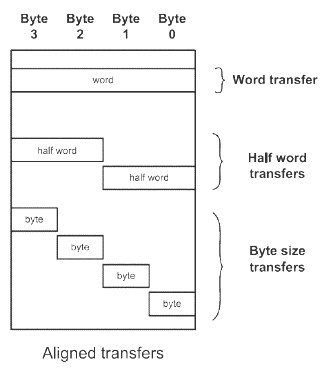 Byte Byte Byte Byte
3 2 1 0
word
Word transfer
half word
half word
Half word
transfers
byte
byte
byte
byte
Byte size
transfers
Aligned transfers